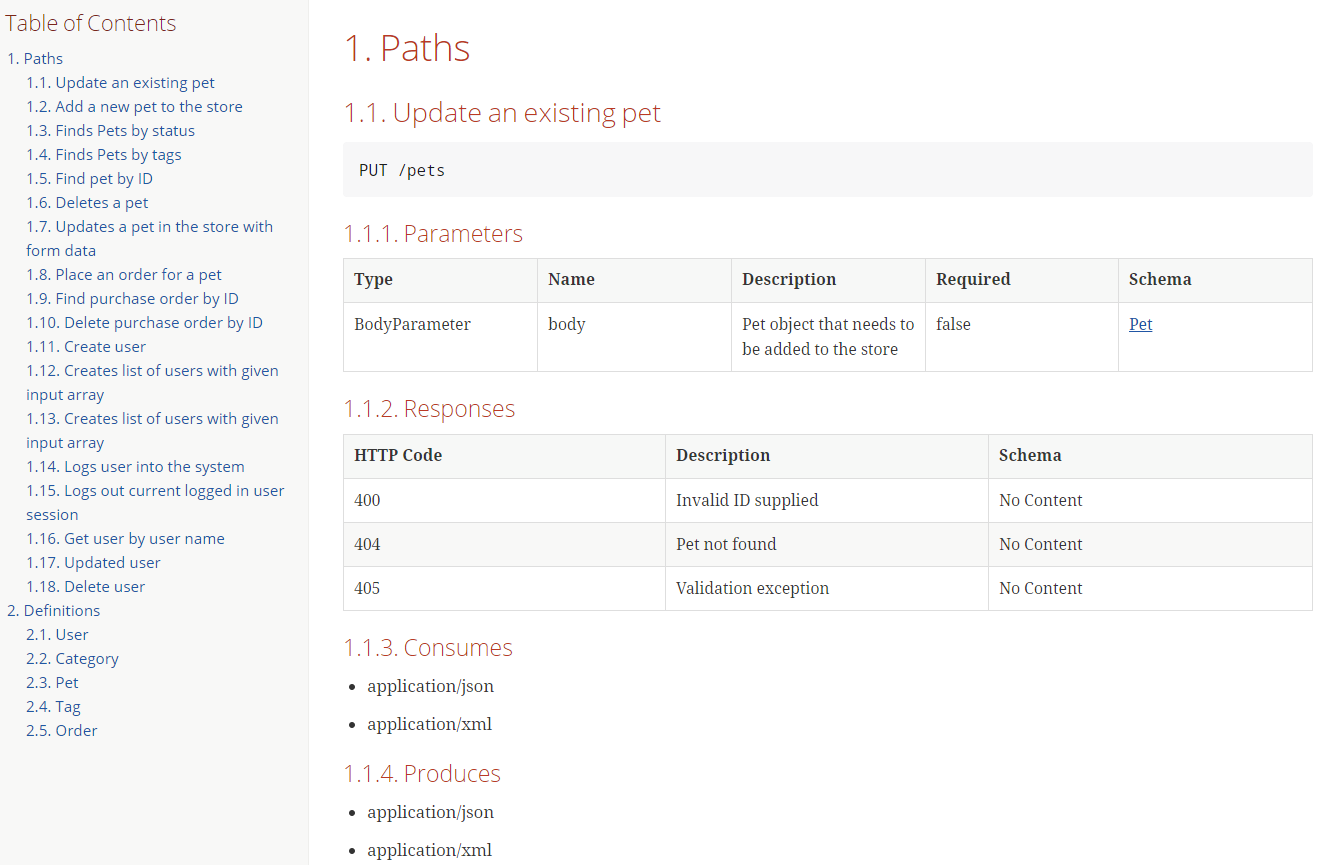 Table of Contents
1. Paths
1.1. Update an existing pet
1.2. Add a new pet to the store
1.3. Finds Pets by status
1.4. Finds Pets by tags
1.5. Find pet by ID
1.6. Deletes a pet
1.7. Updates a pet in the store with
form data
1.8. Place an order for a pet
1.9. Find purchase order by ID
1.10. Delete purchase order by ID
1.11. Create user
1.12. Creates list of users with given
input array
1.13. Creates list of users with given
input array
1.14. Logs user into the system
1.15. Logs out current logged in user
session
1.16. Get user by user name
1.17. Updated user
1.18. Delete user
2. Definitions
2.1. User
2.2. Category
2.3. Pet
2.4. Tag
2.5. Order
1. Paths
1.1. Update an existing pet
PUT /pets
1.1.1. Parameters
Type Name Description Required Schema
BodyParameter body Pet object that needs to false Pet
be added to the store
1.1.2. Responses
HTTP Code Description Schema
400 Invalid ID supplied No Content
404 Pet not found No Content
405 Validation exception No Content
1.1.3. Consumes
• application/json
• application/xml
1.1.4. Produces
• application/json
• application/xml